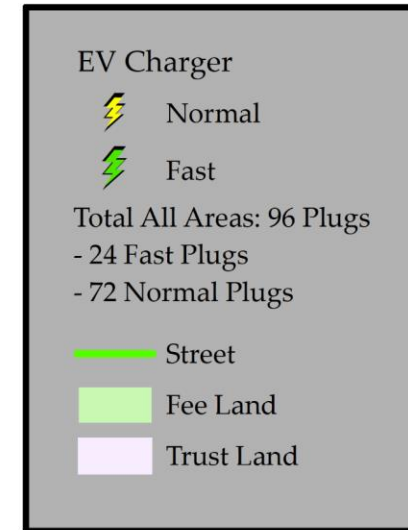 EV Charger
Normal
Fast
Total All Areas: 96 Plugs
- 24 Fast Plugs
- 72 Normal Plugs
Street
Fee Land
Trust Land